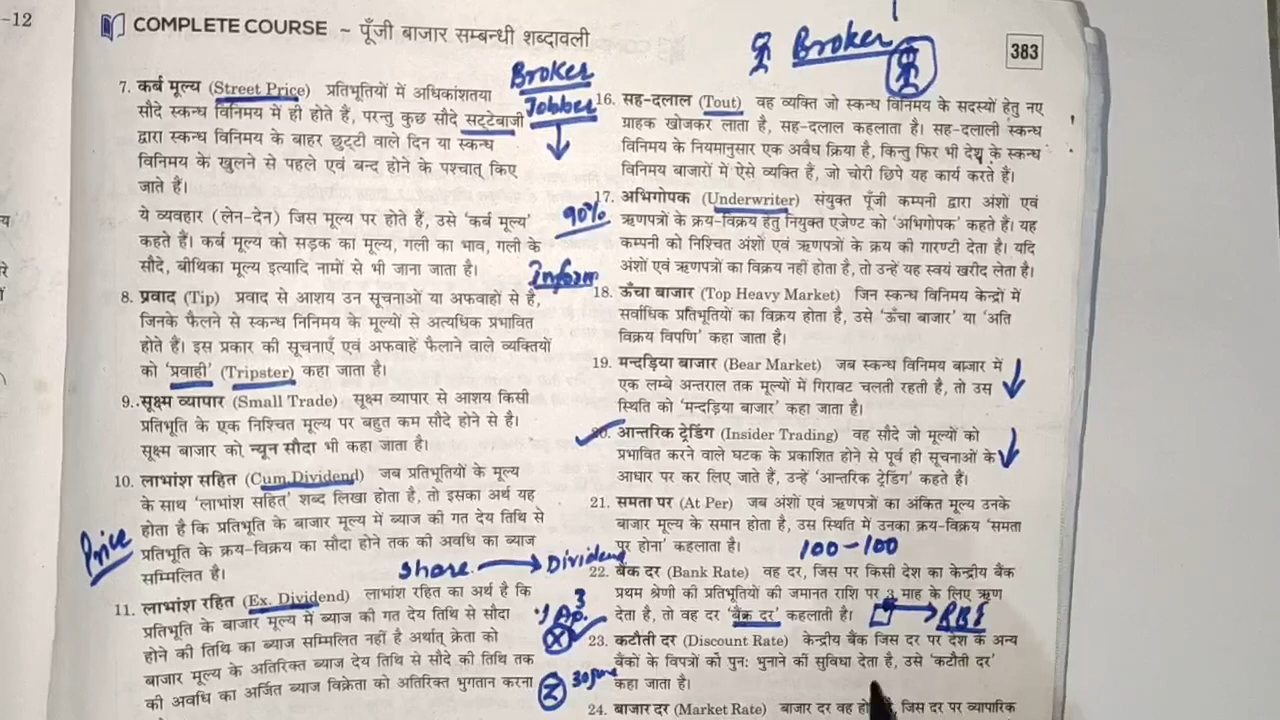 -12
COMPLETE COURSE ~ पूँजी बाजार सम्बन्धी शब्दावली
383
Broker
7. कर्ब मूल्य (Street Price) प्रतिभूतियों में अधिकांशतया
सौदे स्कन्ध विनिमय में ही होते हैं, परन्तु कुछ सौदे सट्टेबाजी
द्वारा स्कन्ध विनिमय के बाहर छुट्टी वाले दिन या स्कन्ध
विनिमय के खुलने से पहले एवं बन्द होने के पश्चात् किए
जाते हैं।
Broker
Jobber
ये व्यवहार (लेन-देन) जिस मूल्य पर होते हैं, उसे 'कर्ब मूल्य'
कहते हैं। कर्ब मूल्य को सड़क का मूल्य, गली का भाव, गली के
सौदे, बीथिका मूल्य इत्यादि नामों से भी जाना जाता है।
90%
Inform
8. प्रवाद (Tip) प्रवाद से आशय उन सूचनाओं या अफवाहों से है,
जिनके फैलने से स्कन्ध निनिमय के मूल्यों से अत्यधिक प्रभावित
होते हैं। इस प्रकार की सूचनाएँ एवं अफवाहें फैलाने वाले व्यक्तियों
को 'प्रवाही' (Tripster) कहा जाता है।
9. सूक्ष्म व्यापार (Small Trade) सूक्ष्म व्यापार से आशय किसी
प्रतिभूति के एक निश्चित मूल्य पर बहुत कम सौदे होने से है।
सूक्ष्म बाजार को न्यून सौदा भी कहा जाता है।
10. लाभांश सहित (Cum Dividend) जब प्रतिभूतियों के मूल्य
के साथ 'लाभांश सहित' शब्द लिखा होता है, तो इसका अर्थ यह
होता है कि प्रतिभूति के बाजार मूल्य में ब्याज की गत देय तिथि से
प्रतिभूति के क्रय-विक्रय का सौदा होने तक की अवधि का ब्याज
सम्मिलित है।
Price
Share → Dividend
11. लाभांश रहित (Ex. Dividend) लाभांश रहित का अर्थ है कि
प्रतिभूति के बाजार मूल्य में ब्याज की गत देय तिथि से सौदा
होने की तिथि का ब्याज सम्मिलित नहीं है अर्थात् क्रेता को
बाजार मूल्य के अतिरिक्त ब्याज देय तिथि से सौदे की तिथि तक
की अवधि का अर्जित ब्याज विक्रेता को अतिरिक्त भुगतान करना
3
1 Ap.
X
Z
16. सह-दलाल (Tout) वह व्यक्ति जो स्कन्ध विनिमय के सदस्यों हेतु नए
ग्राहक खोजकर लाता है, सह-दलाल कहलाता है। सह-दलाली स्कन्ध
विनिमय के नियमानुसार एक अवैध क्रिया है, किन्तु फिर भी देश के स्कन्ध
विनिमय बाजारों में ऐसे व्यक्ति हैं, जो चोरी छिपे यह कार्य करते हैं।
17. अभिगोपक (Underwriter) संयुक्त पूँजी कम्पनी द्वारा अंशों एवं
ऋणपत्रों के क्रय-विक्रय हेतु नियुक्त एजेण्ट को 'अभिगोपक' कहते हैं। यह
कम्पनी को निश्चित अंशों एवं ऋणपत्रों के क्रय की गारण्टी देता है। यदि
अंशों एवं ऋणपत्रों का विक्रय नहीं होता है, तो उन्हें यह स्वयं खरीद लेता है।
18. ऊँचा बाजार (Top Heavy Market) जिन स्कन्ध विनिमय केन्द्रों में
सर्वाधिक प्रतिभूतियों का विक्रय होता है, उसे 'ऊँचा बाजार' या 'अति
विक्रय विपणि' कहा जाता है।
19. मन्दड़िया बाजार (Bear Market) जब स्कन्ध विनिमय बाजार में
एक लम्बे अन्तराल तक मूल्यों में गिरावट चलती रहती है, तो उस
स्थिति को 'मन्दड़िया बाजार' कहा जाता है।
20. आन्तरिक ट्रेडिंग (Insider Trading) वह सौदे जो मूल्यों को
प्रभावित करने वाले घटक के प्रकाशित होने से पूर्व ही सूचनाओं के
आधार पर कर लिए जाते हैं, उन्हें 'आन्तरिक ट्रेडिंग' कहते हैं।
21. समता पर (At Per) जब अंशों एवं ऋणपत्रों का अंकित मूल्य उनके
बाजार मूल्य के समान होता है, उस स्थिति में उनका क्रय-विक्रय 'समता
पर होना' कहलाता है।
100-100
22. बैंक दर (Bank Rate) वह दर, जिस पर किसी देश का केन्द्रीय बैंक
प्रथम श्रेणी की प्रतिभूतियों की जमानत राशि पर 3 माह के लिए ऋण
देता है, तो वह दर 'बैंक दर' कहलाती है।
RBI
23. कटौती दर (Discount Rate) केन्द्रीय बैंक जिस दर पर देश के अन्य
बैंकों के विपत्रों को पुनः भुनाने की सुविधा देता है, उसे 'कटौती दर'
कहा जाता है।
24. बाजार दर (Market Rate) बाजार दर वह है, जिस दर पर व्यापारिक